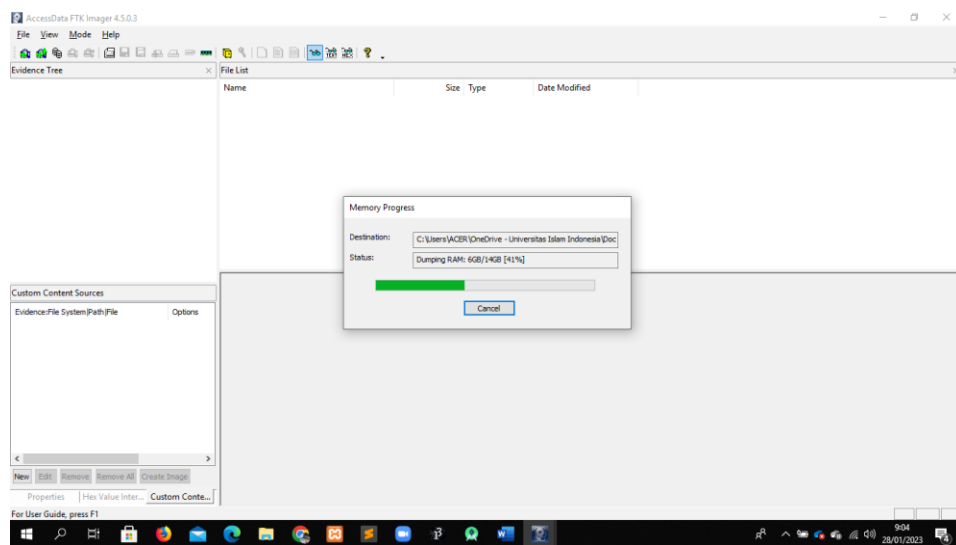 AccessData FTK Imager 4.5.0.3
File View Mode Help
Evidence Tree
File List
Name Size Type Date Modified
Memory Progress
Destination: C:\Users\ACER\OneDrive - Universitas Islam Indonesia\Doc
Status: Dumping RAM: 6GB/14GB [41%]
Cancel
Custom Content Sources
Evidence:File System|Path|File Options
New Edit Remove Remove All Create Image
Properties Hex Value Inter... Custom Conte...
For User Guide, press F1
9:04
28/01/2023